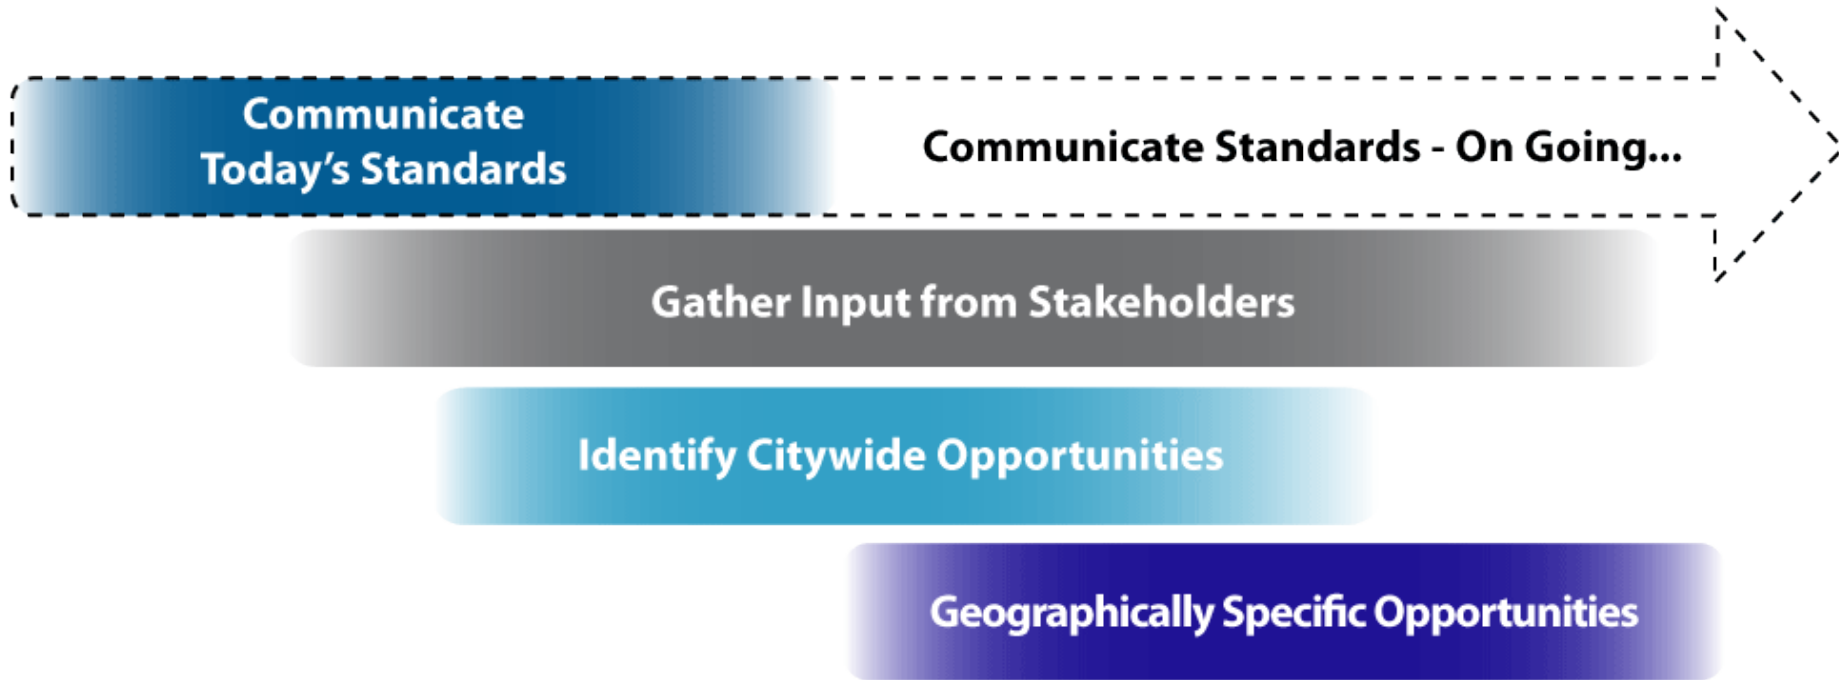 Communicate
Today’s Standards
Communicate Standards - On Going...
Gather Input from Stakeholders
Identify Citywide Opportunities
Geographically Specific Opportunities